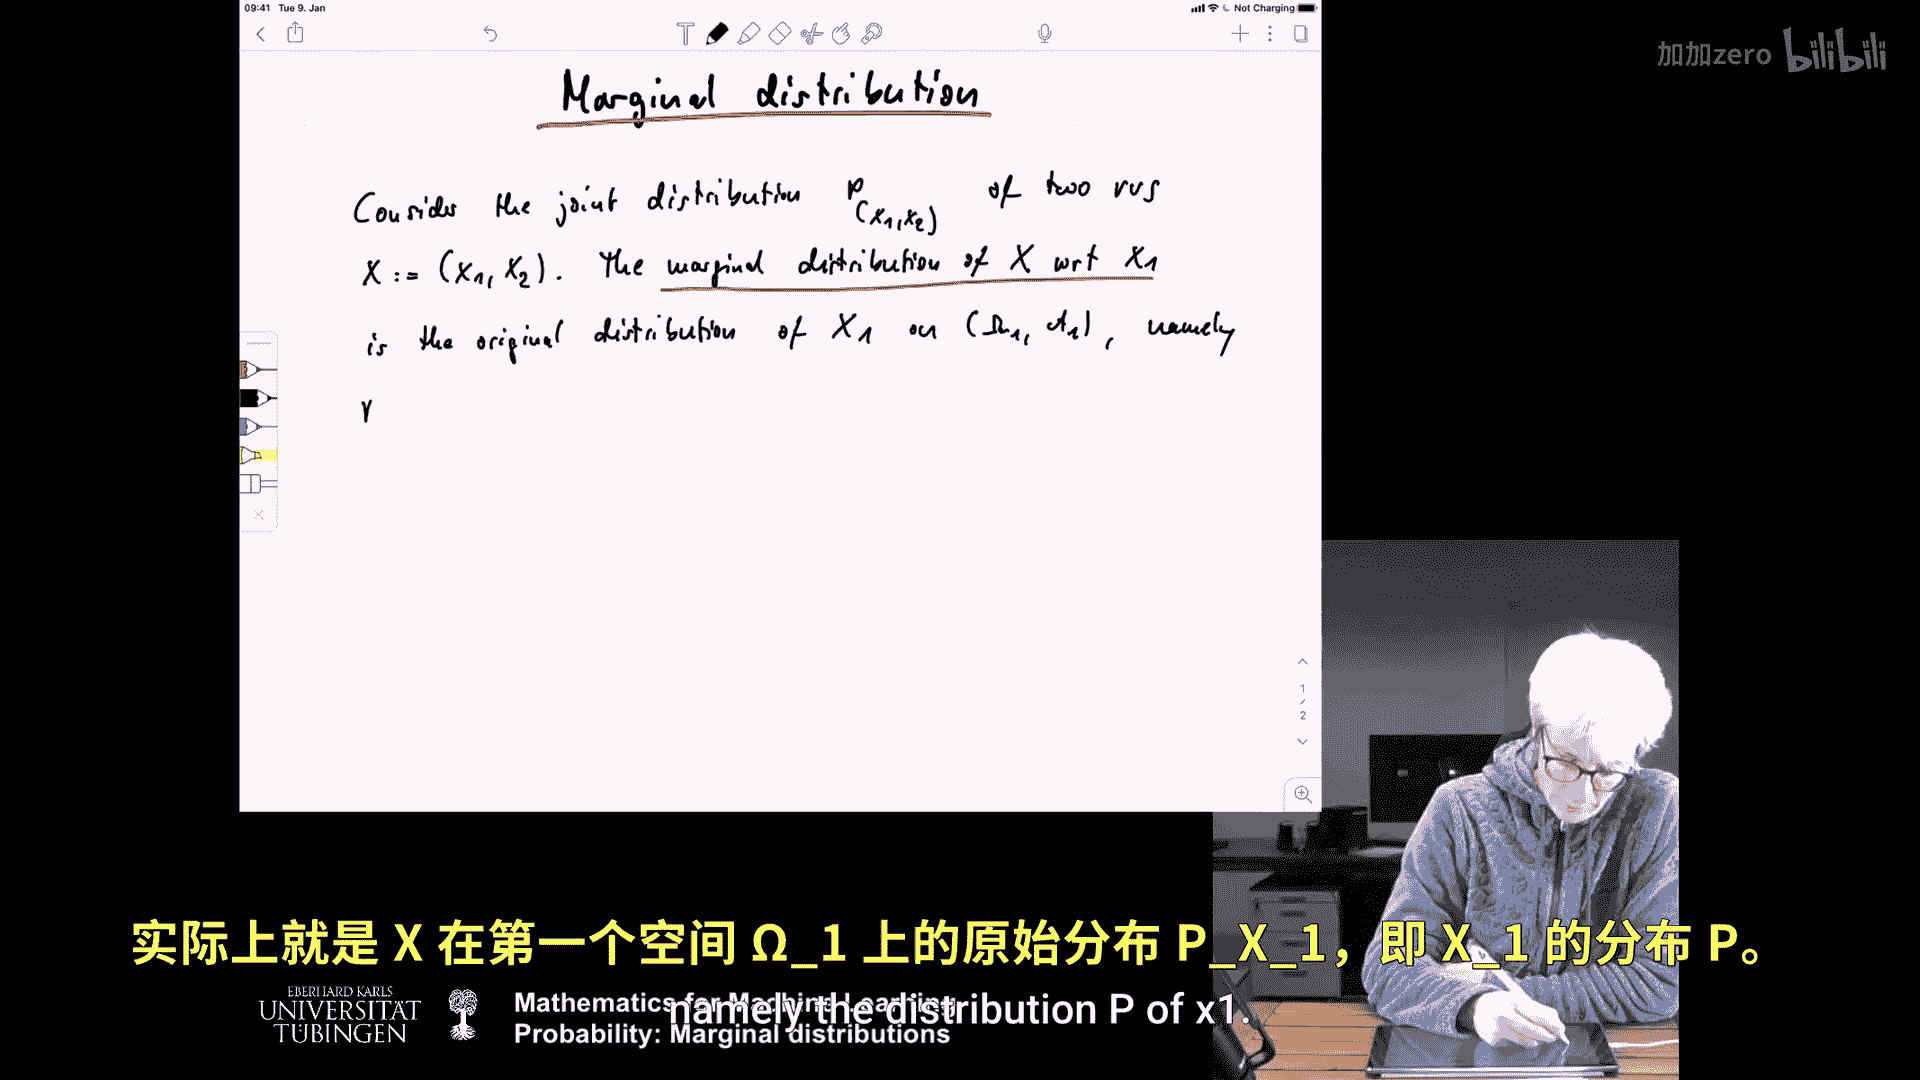 09:41 Tue 9. Jan
Not Charging
加加zero bilibili
T
Marginal distribution
Consider the joint distribution P(X1,X2) of two rvs
X := (X1, X2). The marginal distribution of X wrt X1
is the original distribution of X1 on (Ω1, A1), namely
1
/
2
实际上就是 X 在第一个空间 Ω_1 上的原始分布 P_X_1，即 X_1 的分布 P。
EBERHARD KARLS
UNIVERSITÄT
TÜBINGEN
Mathematics for Machine Learning
namely the distribution P of x1.
Probability: Marginal distributions